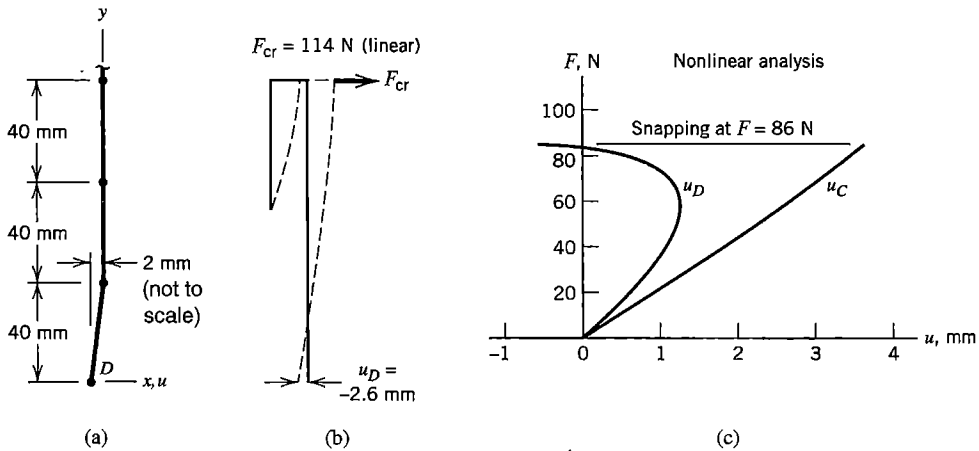 y
40 mm
40 mm
40 mm
2 mm
(not to
scale)
D
x,u
(a)
F_cr = 114 N (linear)
F_cr
u_D =
−2.6 mm
(b)
F, N
Nonlinear analysis
100
Snapping at F = 86 N
80
60
40
20
u_D
u_C
−1
0
1
2
3
4
u, mm
(c)